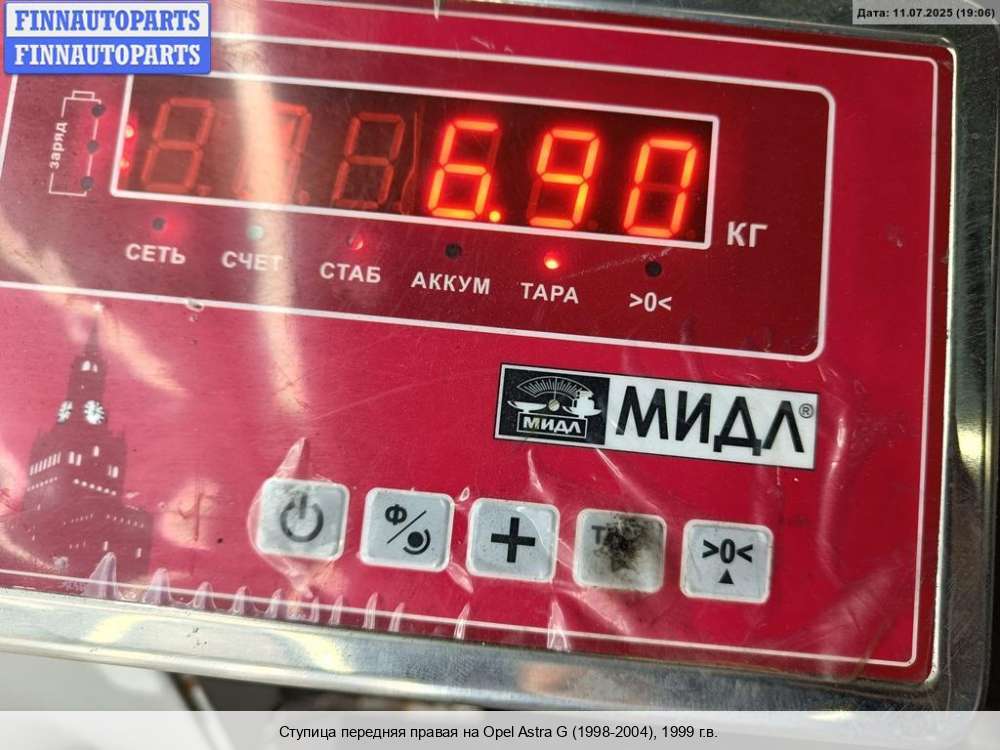 FINNAUTOPARTS
FINNAUTOPARTS
Дата: 11.07.2025 (19:06)
заряд
6.90
КГ
СЕТЬ СЧЕТ СТАБ АККУМ ТАРА >0<
МИДЛ
МИДЛ®
Ф
>0<
Ступица передняя правая на Opel Astra G (1998-2004), 1999 г.в.